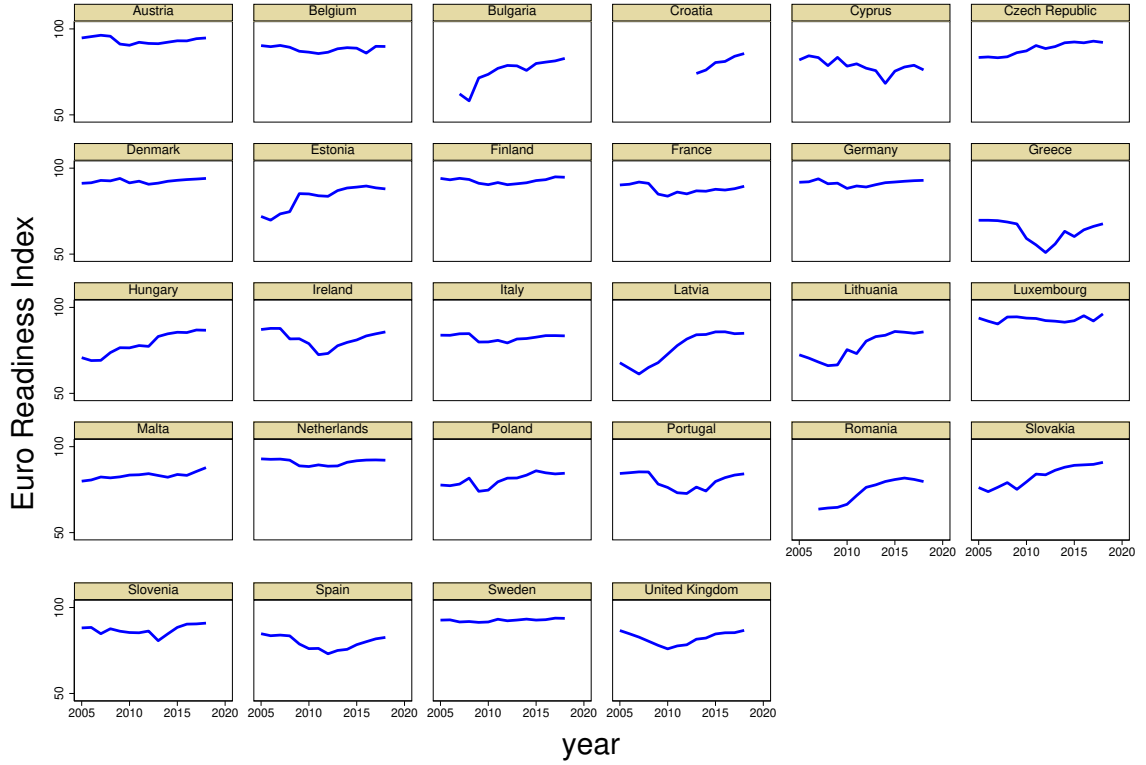 Euro Readiness Index
Austria Belgium Bulgaria Croatia Cyprus Czech Republic
100
50
Denmark Estonia Finland France Germany Greece
100
50
Hungary Ireland Italy Latvia Lithuania Luxembourg
100
50
Malta Netherlands Poland Portugal Romania Slovakia
100
50
2005 2010 2015 2020 2005 2010 2015 2020
Slovenia Spain Sweden United Kingdom
100
50
2005 2010 2015 2020 2005 2010 2015 2020 2005 2010 2015 2020 2005 2010 2015 2020
year